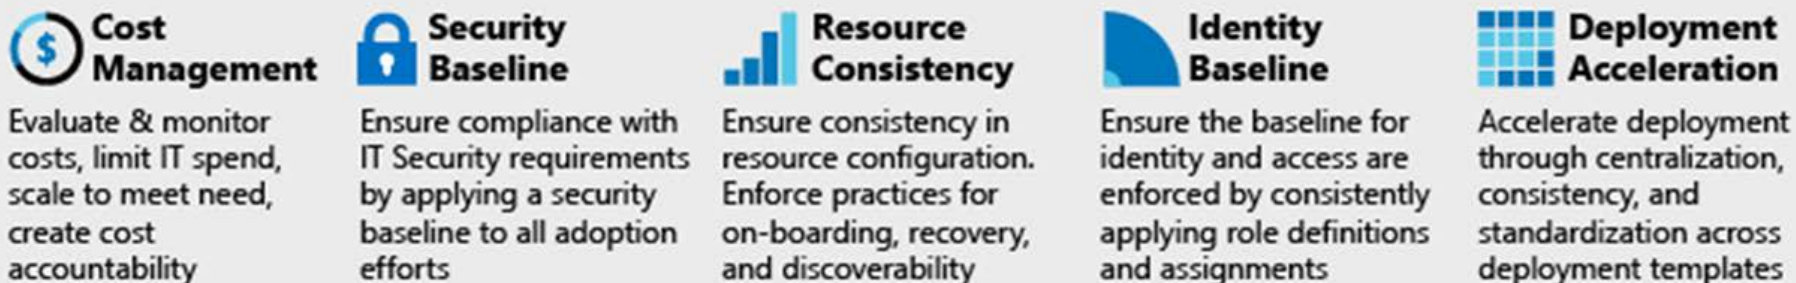 Cost
Management
Evaluate & monitor
costs, limit IT spend,
scale to meet need,
create cost
accountability
Security
Baseline
Ensure compliance with
IT Security requirements
by applying a security
baseline to all adoption
efforts
Resource
Consistency
Ensure consistency in
resource configuration.
Enforce practices for
on-boarding, recovery,
and discoverability
Identity
Baseline
Ensure the baseline for
identity and access are
enforced by consistently
applying role definitions
and assignments
Deployment
Acceleration
Accelerate deployment
through centralization,
consistency, and
standardization across
deployment templates